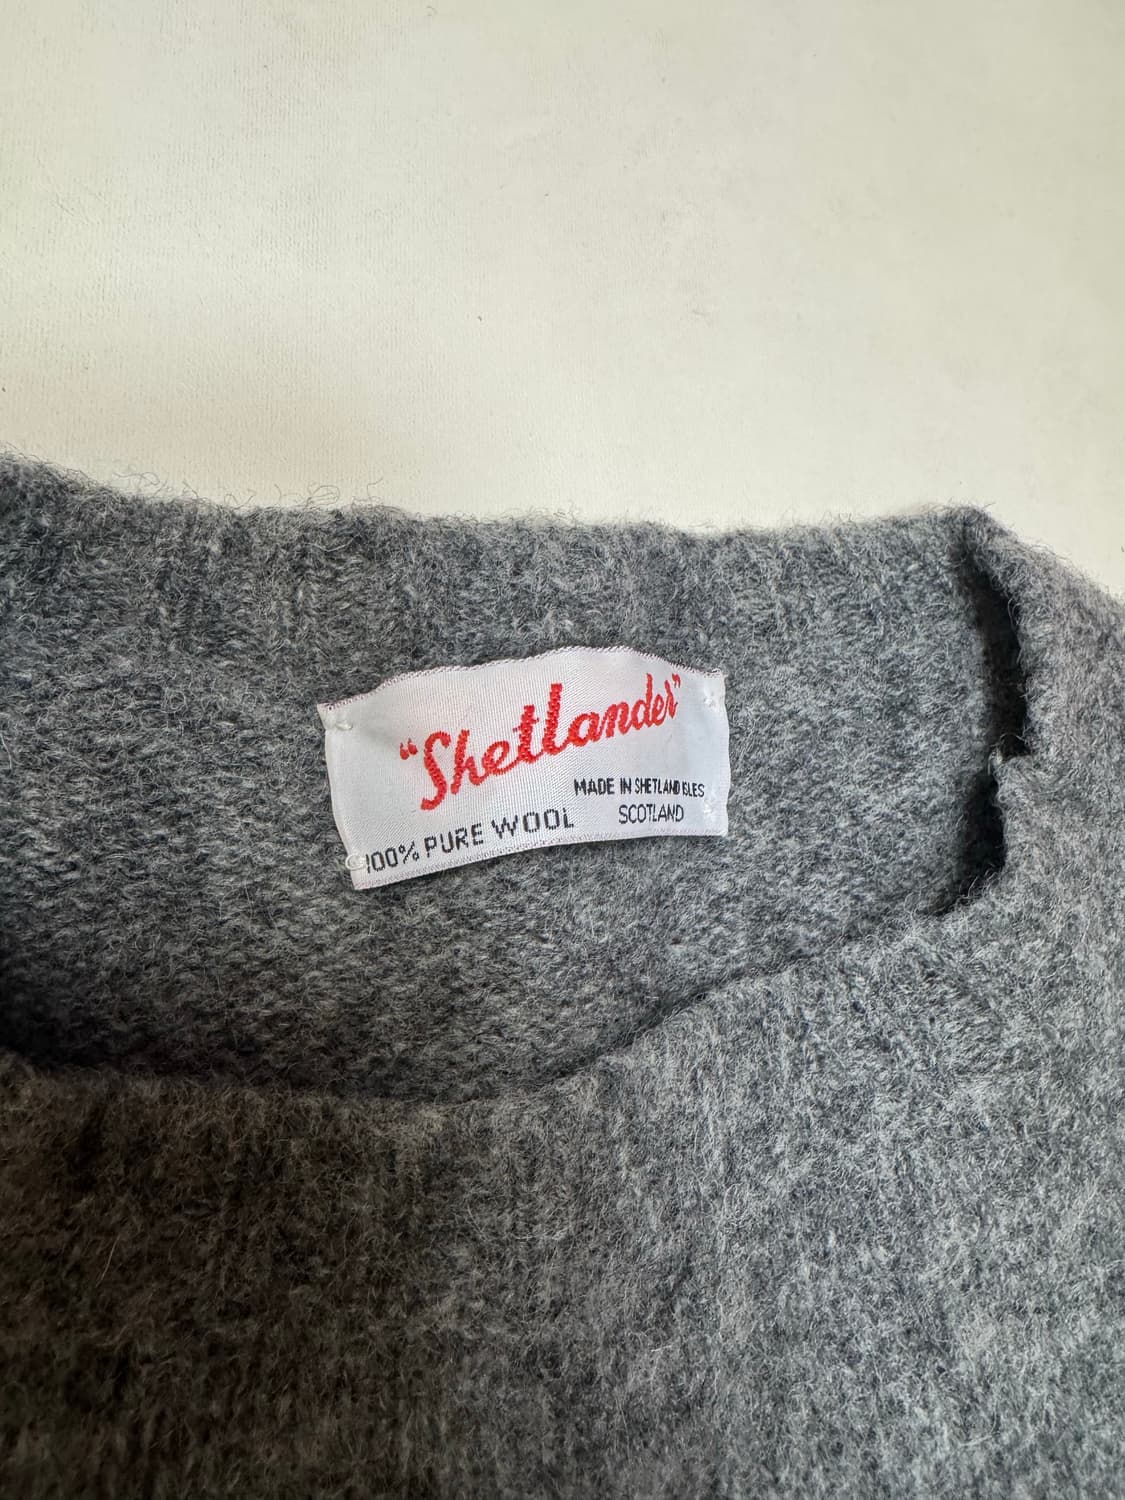 "Shetlander"
MADE IN SHETLAND ISLES
SCOTLAND
100% PURE WOOL